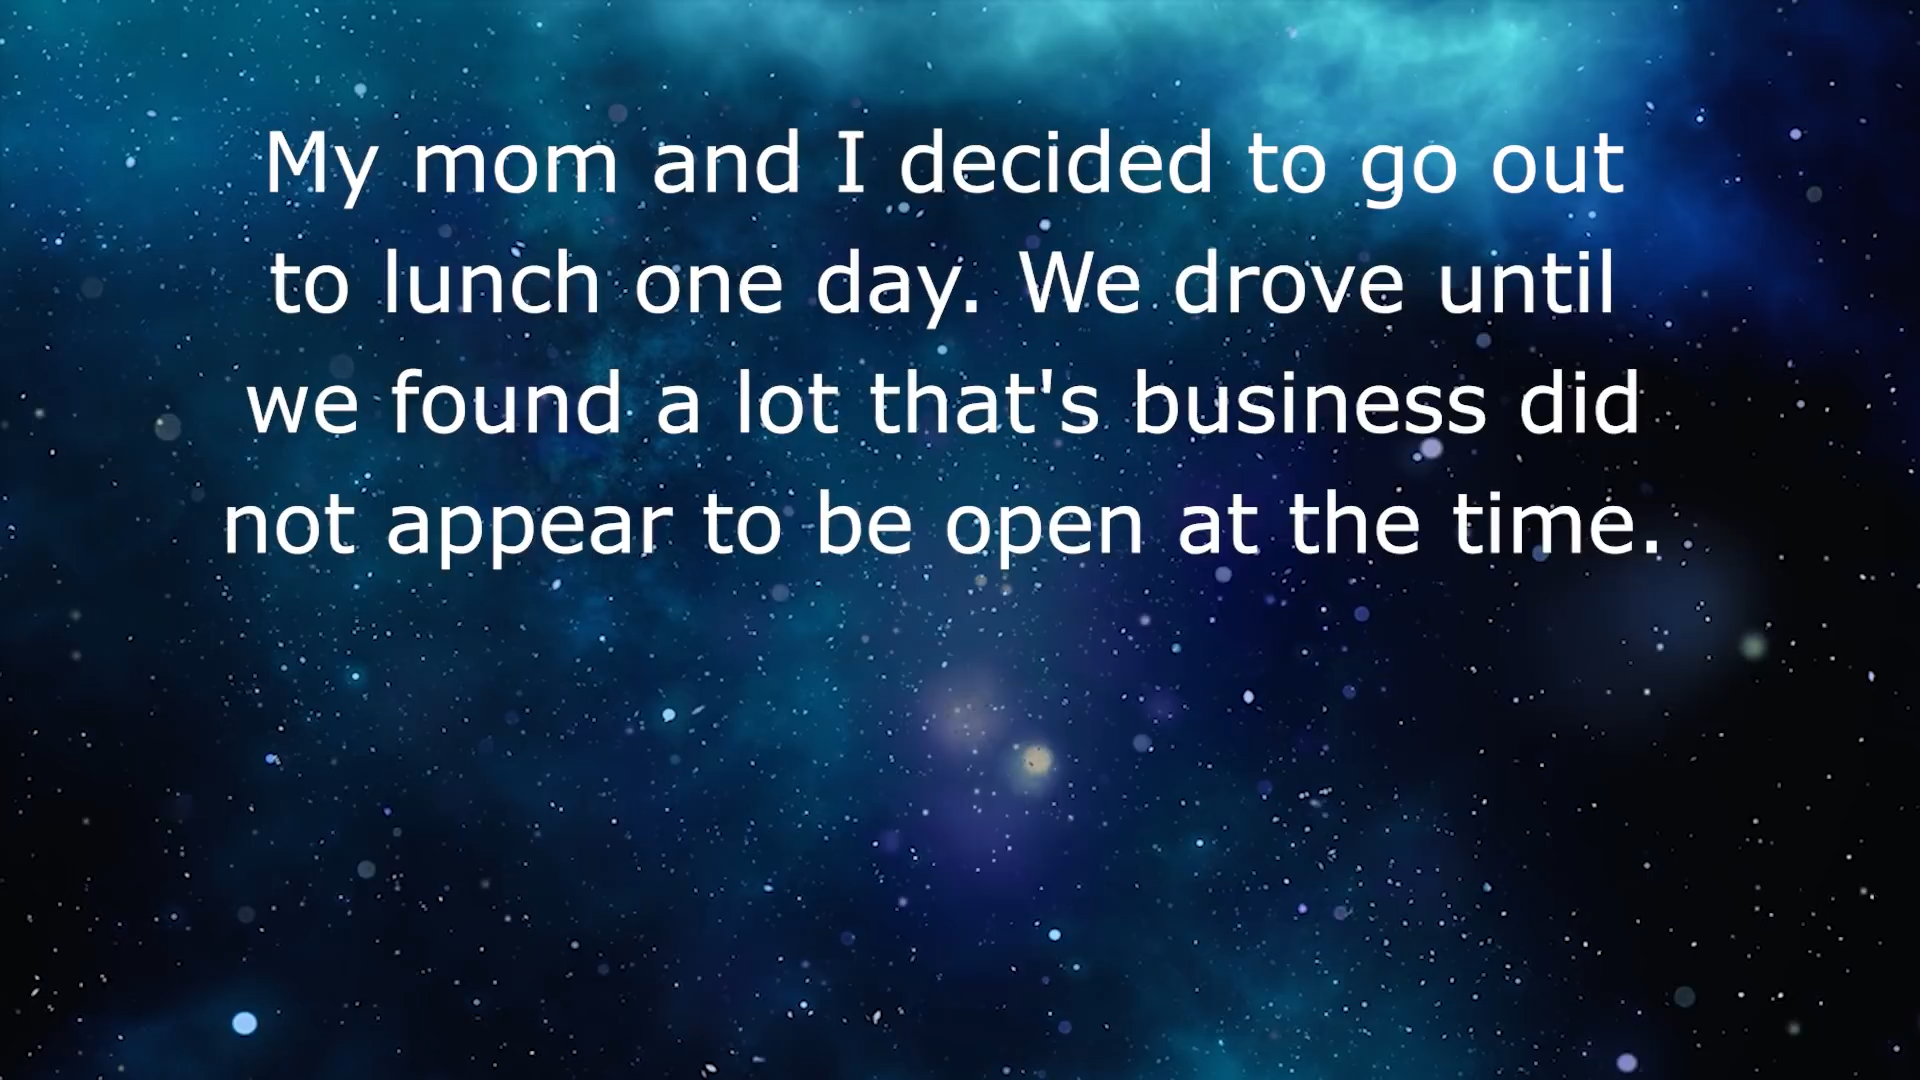 My mom and I decided to go out
to lunch one day. We drove until
we found a lot that's business did
not appear to be open at the time.